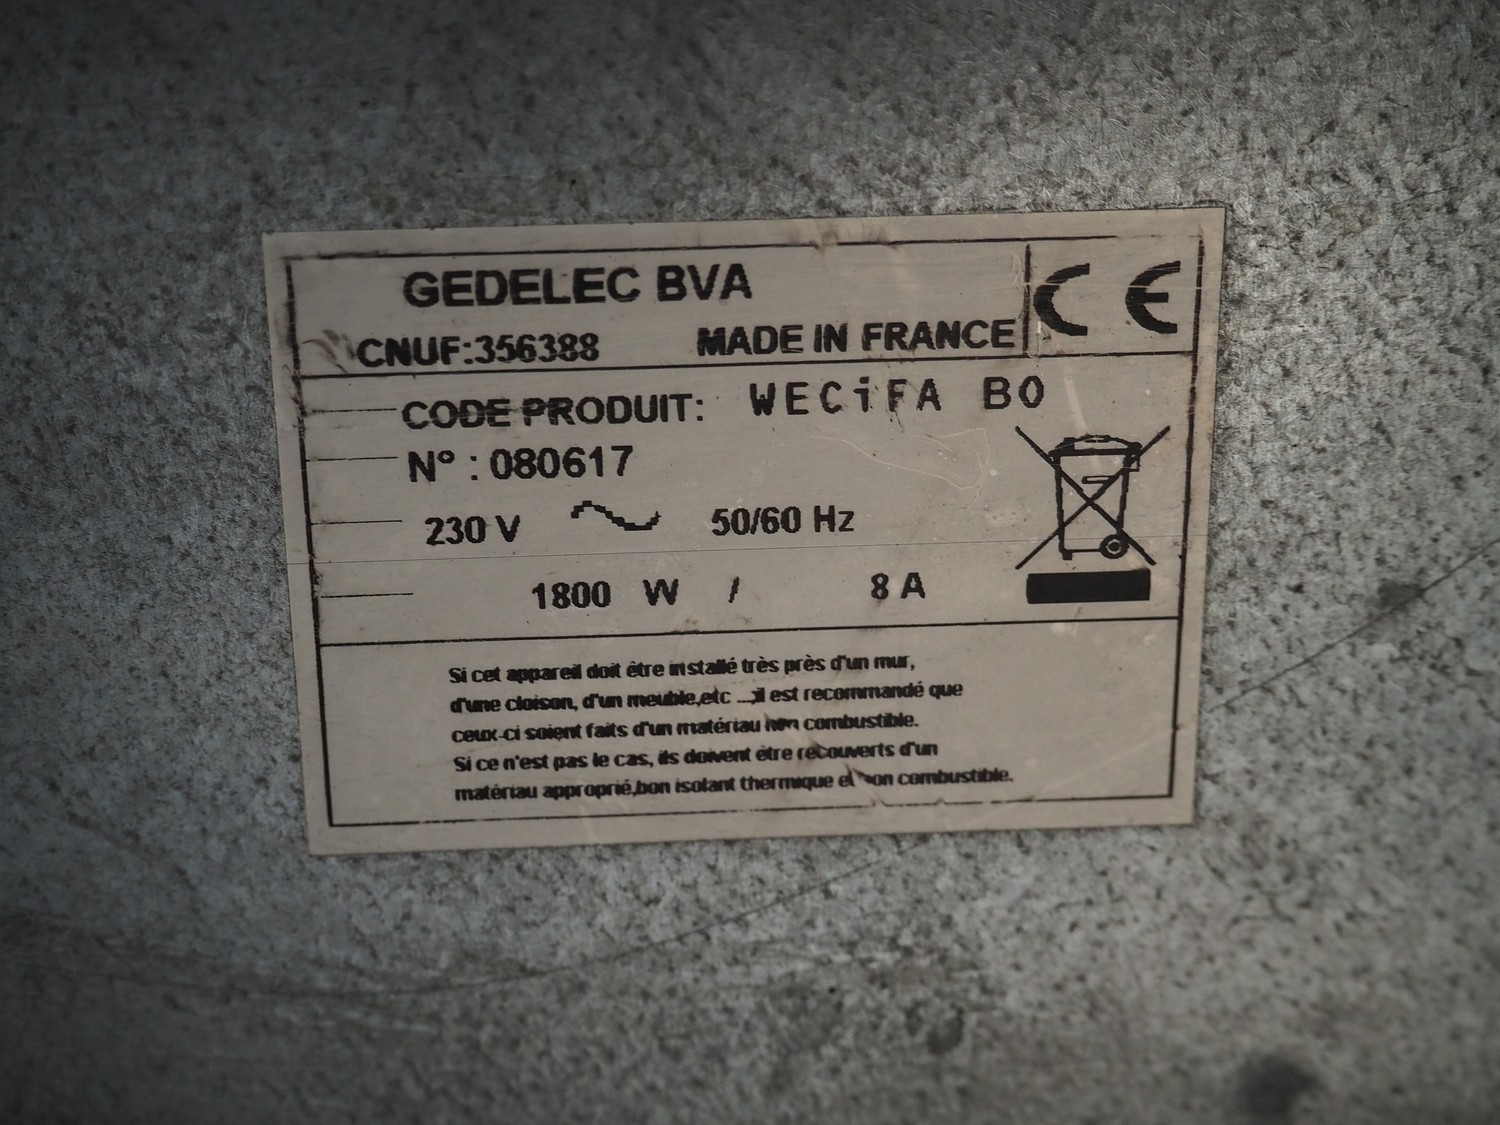 GEDELEC BVA
CNUF:356388 MADE IN FRANCE CE
CODE PRODUIT: WECiFA BO
N° : 080617
230 V 50/60 Hz
1800 W / 8 A
Si cet appareil doit être installé très près d'un mur,
d'une cloison, d'un meuble,etc ...,il est recommandé que
ceux-ci soient faits d'un matériau non combustible.
Si ce n'est pas le cas, ils doivent être recouverts d'un
matériau approprié,bon isolant thermique et non combustible.